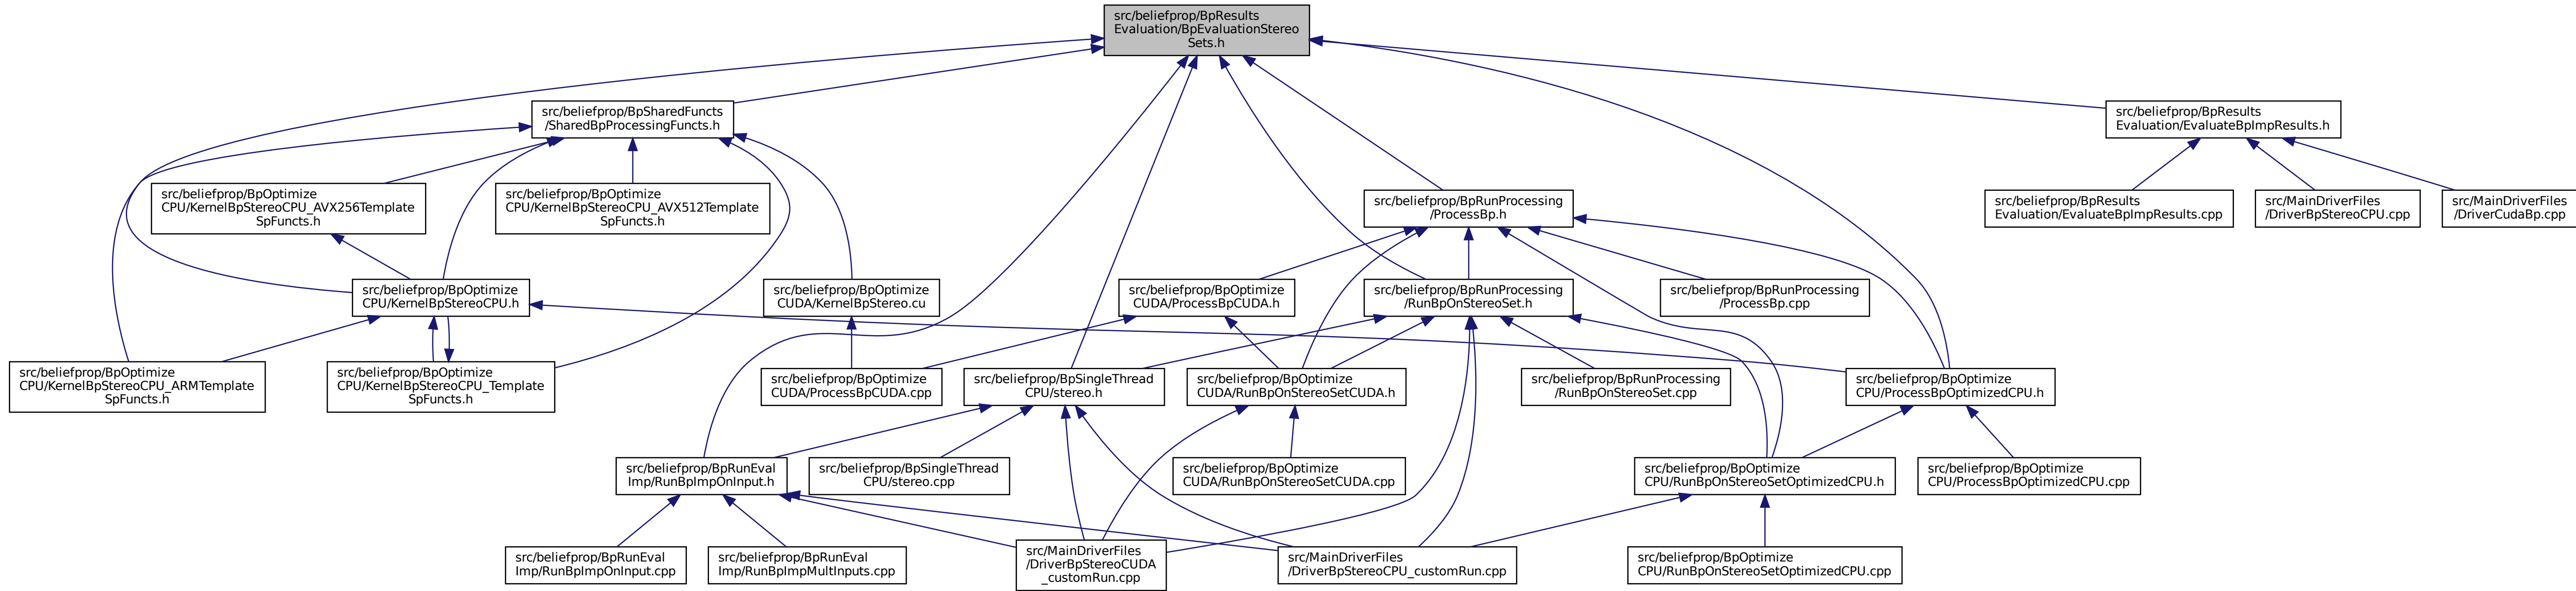 src/beliefprop/BpResults
Evaluation/BpEvaluationStereo
Sets.h
src/beliefprop/BpSharedFuncts
/SharedBpProcessingFuncts.h
src/beliefprop/BpResults
Evaluation/EvaluateBpImpResults.h
src/beliefprop/BpOptimize
CPU/KernelBpStereoCPU_AVX256Template
SpFuncts.h
src/beliefprop/BpOptimize
CPU/KernelBpStereoCPU_AVX512Template
SpFuncts.h
src/beliefprop/BpRunProcessing
/ProcessBp.h
src/beliefprop/BpResults
Evaluation/EvaluateBpImpResults.cpp
src/MainDriverFiles
/DriverBpStereoCPU.cpp
src/MainDriverFiles
/DriverCudaBp.cpp
src/beliefprop/BpOptimize
CPU/KernelBpStereoCPU.h
src/beliefprop/BpOptimize
CUDA/KernelBpStereo.cu
src/beliefprop/BpOptimize
CUDA/ProcessBpCUDA.h
src/beliefprop/BpRunProcessing
/RunBpOnStereoSet.h
src/beliefprop/BpRunProcessing
/ProcessBp.cpp
src/beliefprop/BpOptimize
CPU/KernelBpStereoCPU_ARMTemplate
SpFuncts.h
src/beliefprop/BpOptimize
CPU/KernelBpStereoCPU_Template
SpFuncts.h
src/beliefprop/BpOptimize
CUDA/ProcessBpCUDA.cpp
src/beliefprop/BpSingleThread
CPU/stereo.h
src/beliefprop/BpOptimize
CUDA/RunBpOnStereoSetCUDA.h
src/beliefprop/BpRunProcessing
/RunBpOnStereoSet.cpp
src/beliefprop/BpOptimize
CPU/ProcessBpOptimizedCPU.h
src/beliefprop/BpRunEval
Imp/RunBpImpOnInput.h
src/beliefprop/BpSingleThread
CPU/stereo.cpp
src/beliefprop/BpOptimize
CUDA/RunBpOnStereoSetCUDA.cpp
src/beliefprop/BpOptimize
CPU/RunBpOnStereoSetOptimizedCPU.h
src/beliefprop/BpOptimize
CPU/ProcessBpOptimizedCPU.cpp
src/beliefprop/BpRunEval
Imp/RunBpImpOnInput.cpp
src/beliefprop/BpRunEval
Imp/RunBpImpMultInputs.cpp
src/MainDriverFiles
/DriverBpStereoCUDA
_customRun.cpp
src/MainDriverFiles
/DriverBpStereoCPU_customRun.cpp
src/beliefprop/BpOptimize
CPU/RunBpOnStereoSetOptimizedCPU.cpp